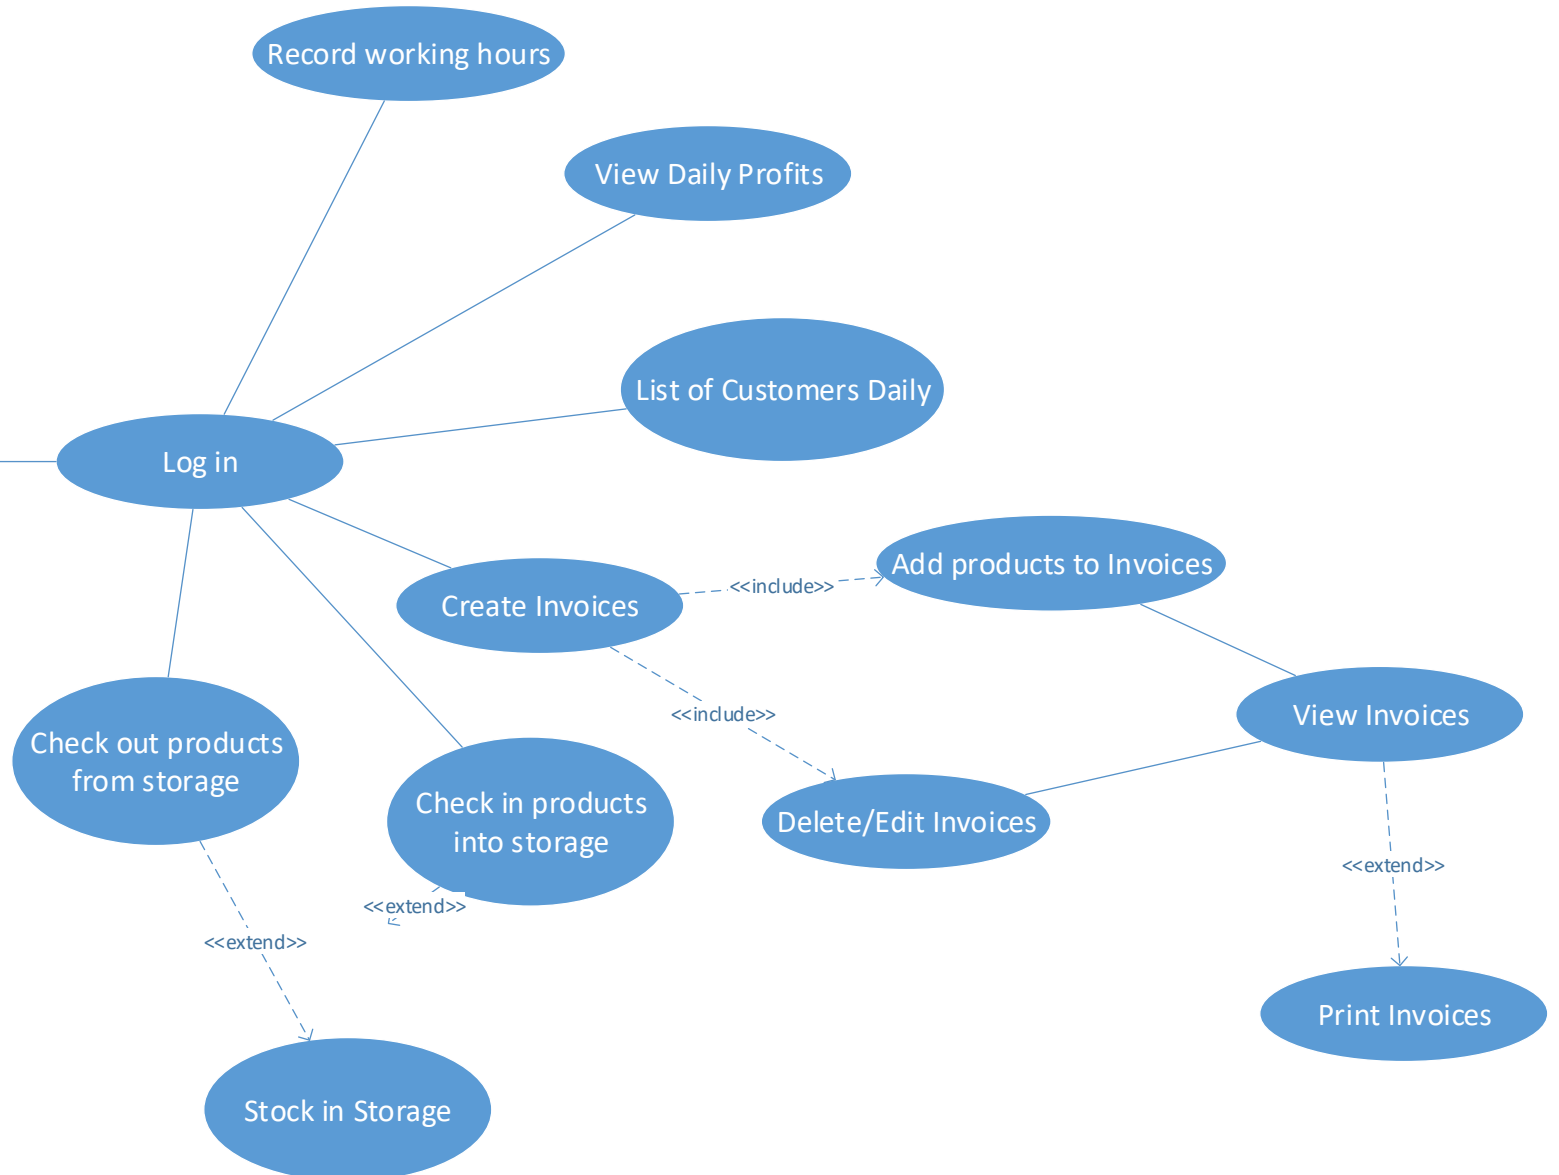 Record working hours
View Daily Profits
List of Customers Daily
Log in
Add products to Invoices
<<include>>
Create Invoices
<<include>>
View Invoices
Check out products
from storage
Check in products
into storage
Delete/Edit Invoices
<<extend>>
<<extend>>
<<extend>>
Print Invoices
Stock in Storage